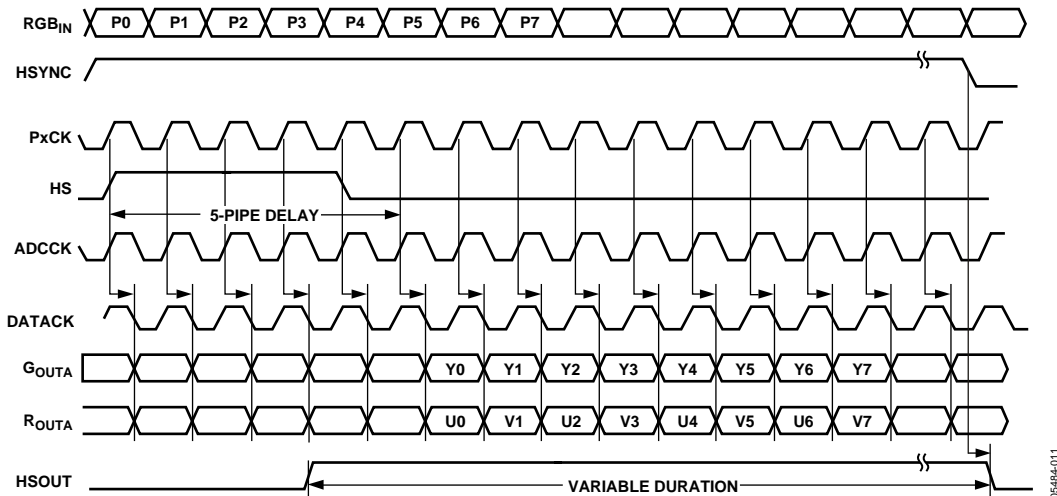 RGBIN P0 P1 P2 P3 P4 P5 P6 P7
HSYNC
PxCK
HS
5-PIPE DELAY
ADCCK
DATACK
GOUTA Y0 Y1 Y2 Y3 Y4 Y5 Y6 Y7
ROUTA U0 V1 U2 V3 U4 V5 U6 V7
HSOUT VARIABLE DURATION
05484-011